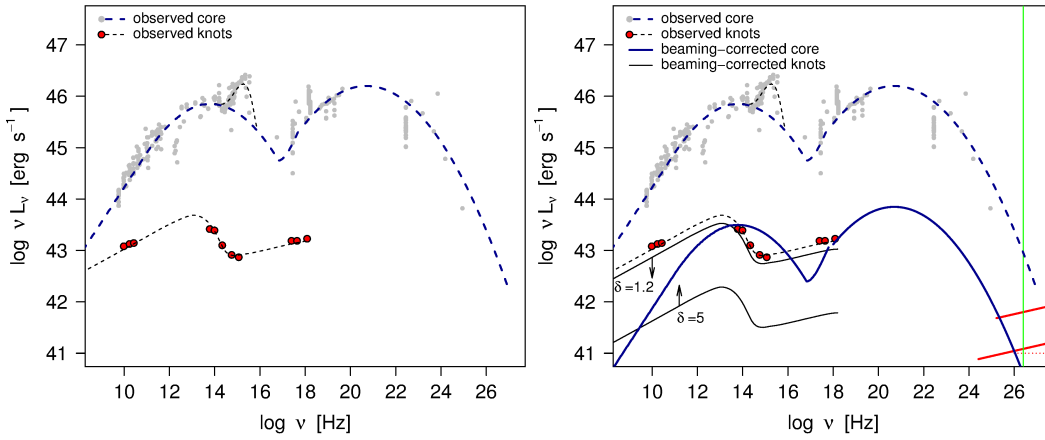 observed core
observed knots
47
46
45
44
43
42
41
log ν Lν [erg s−1]
10 12 14 16 18 20 22 24 26
log ν [Hz]
observed core
observed knots
beaming−corrected core
beaming−corrected knots
47
46
45
44
43
42
41
log ν Lν [erg s−1]
δ=1.2
δ=5
10 12 14 16 18 20 22 24 26
log ν [Hz]